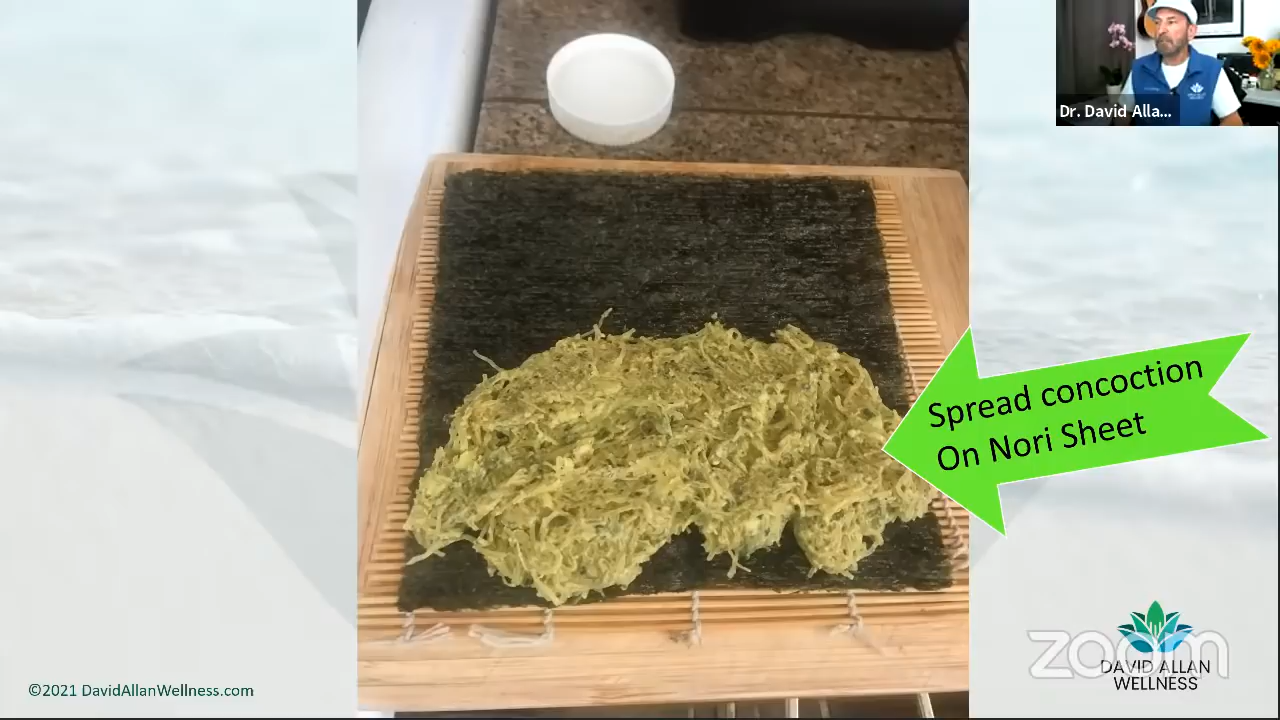 Dr. David Alla...
Spread concoction
On Nori Sheet
zoom
DAVID ALLAN
WELLNESS
©2021 DavidAllanWellness.com